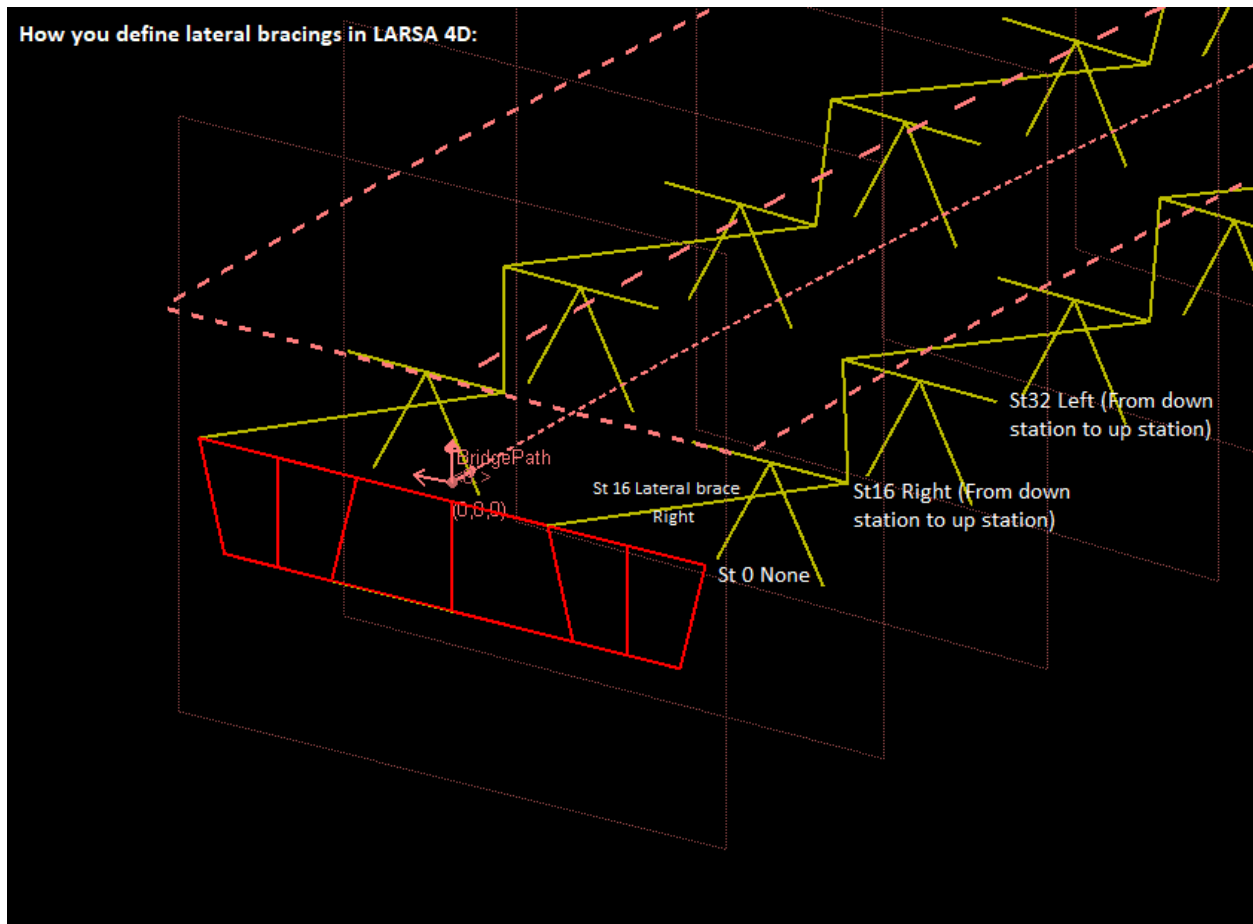 How you define lateral bracings in LARSA 4D:
St32 Left (From down
station to up station)
BridgePath
(0,0,0)
St 16 Lateral brace
Right
St16 Right (From down
station to up station)
St 0 None